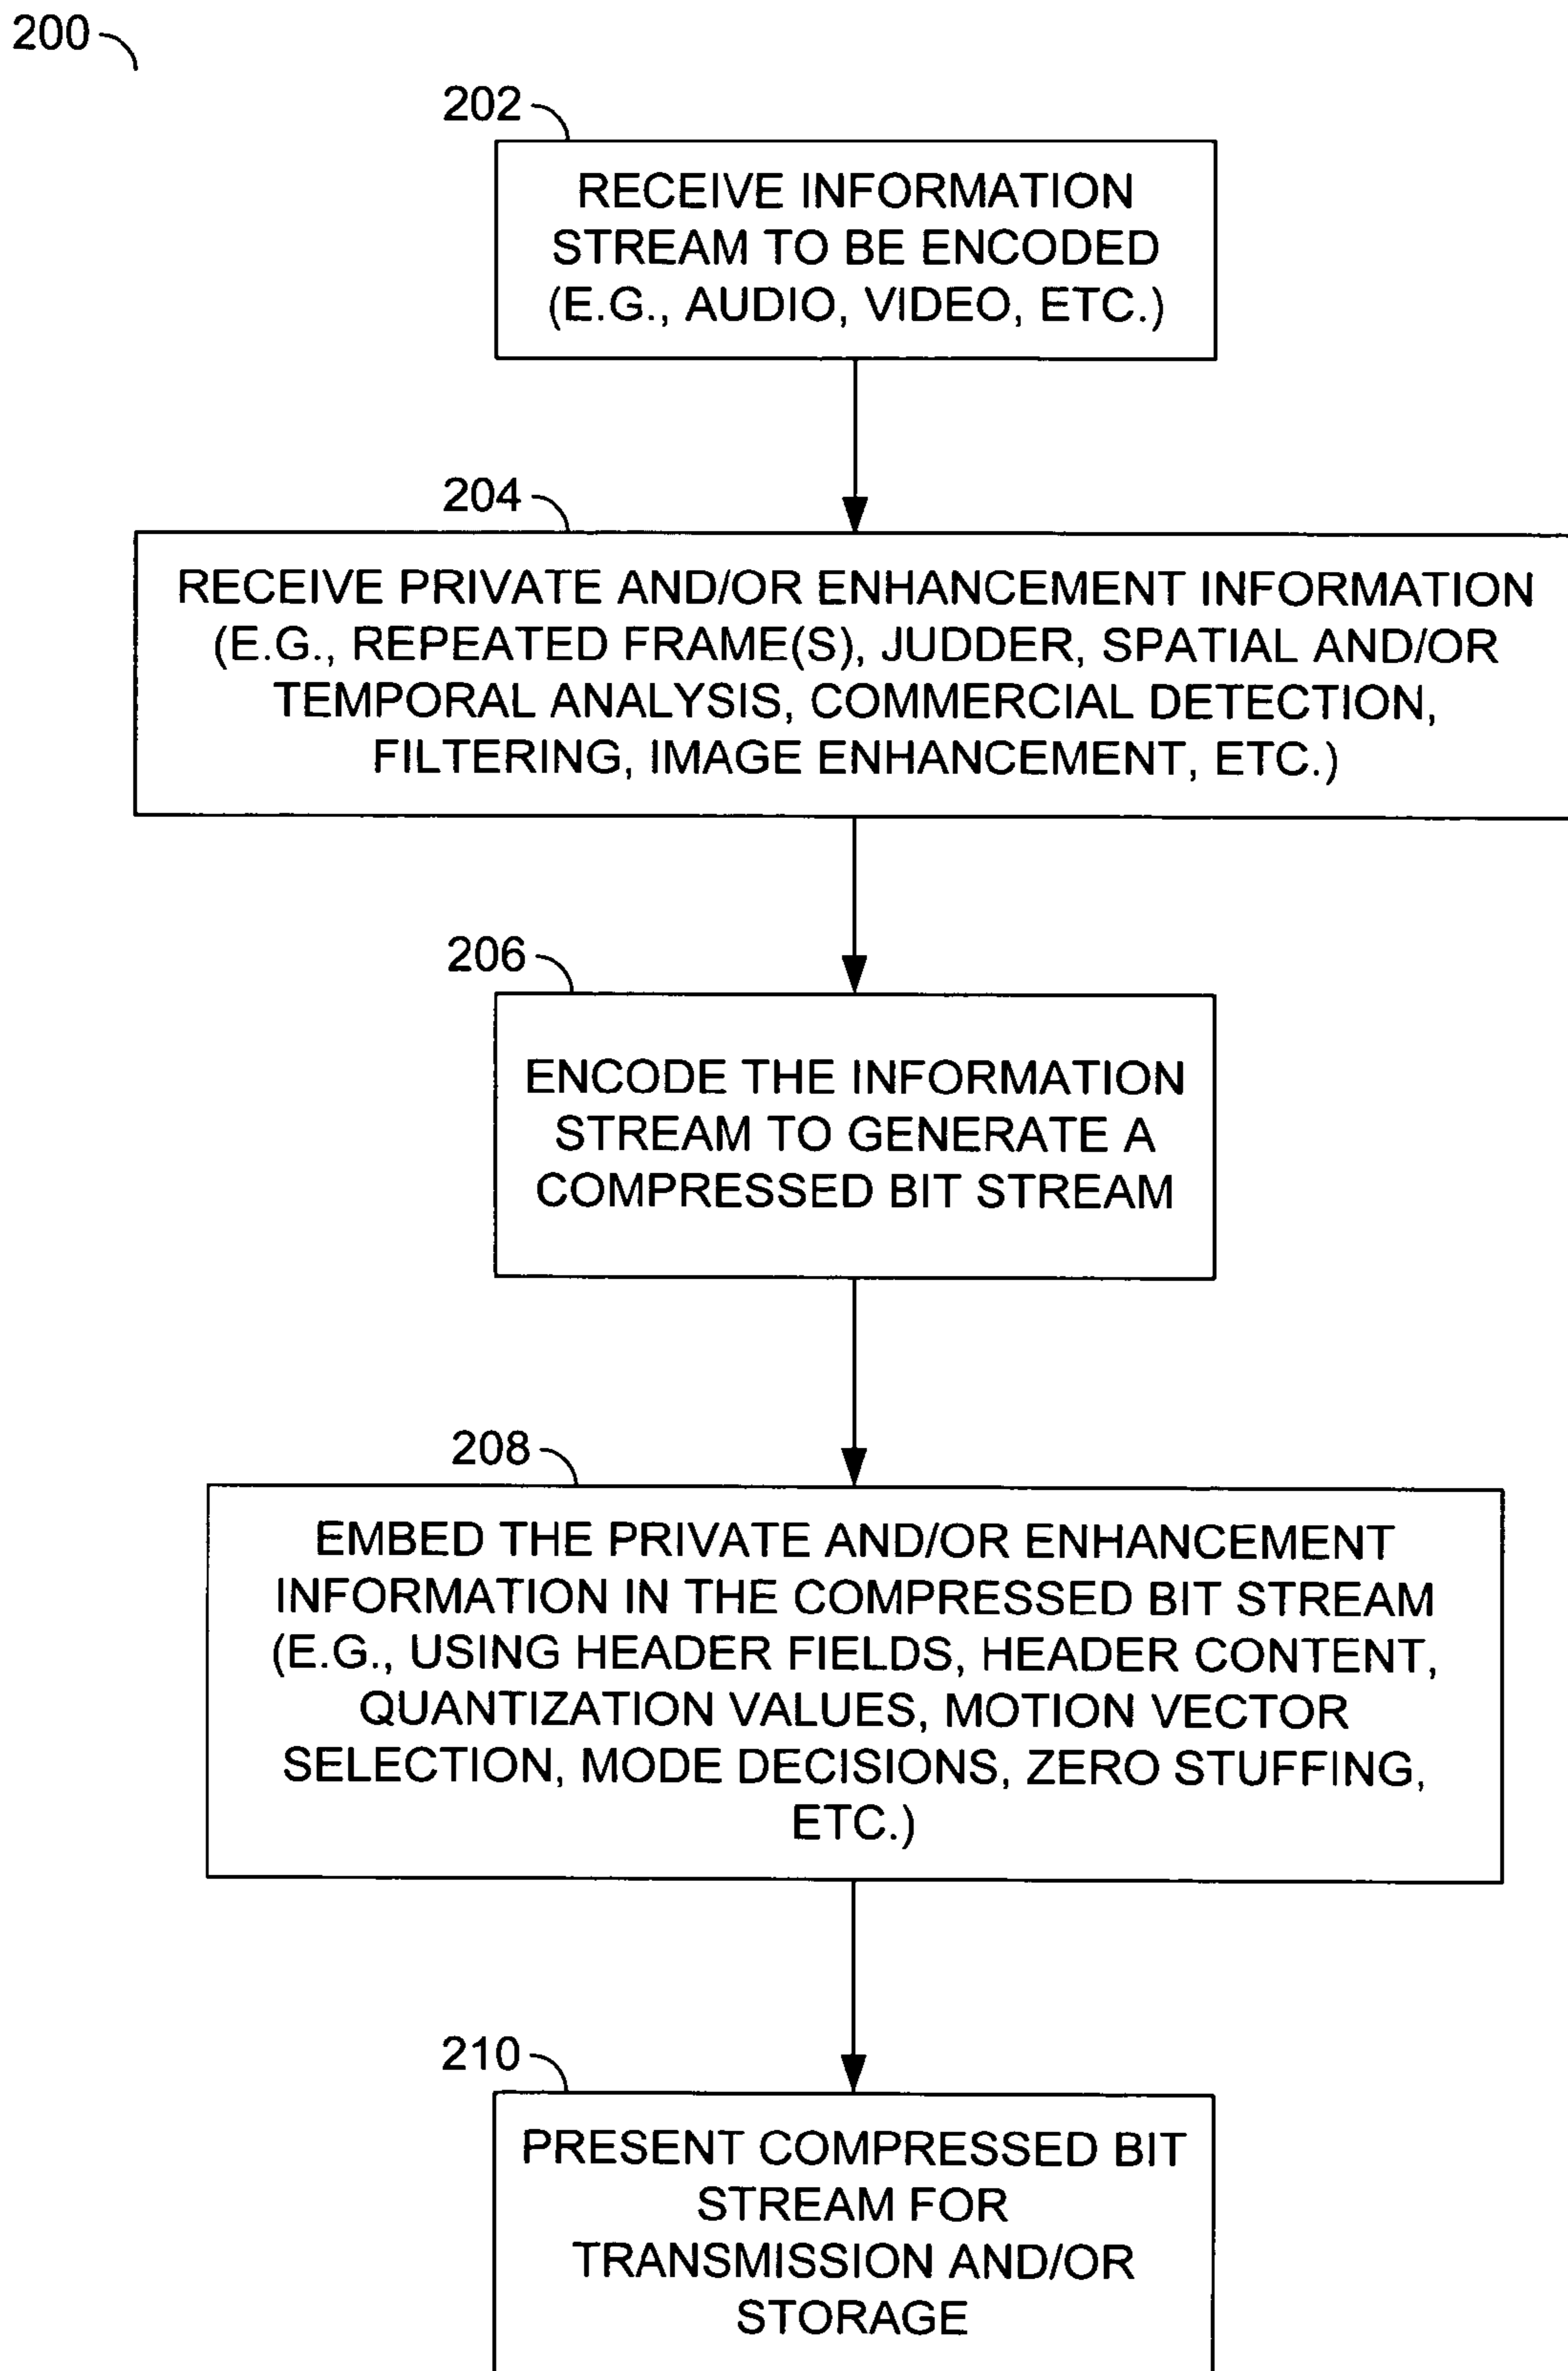 200
202
RECEIVE INFORMATION
STREAM TO BE ENCODED
(E.G., AUDIO, VIDEO, ETC.)
204
RECEIVE PRIVATE AND/OR ENHANCEMENT INFORMATION
(E.G., REPEATED FRAME(S), JUDDER, SPATIAL AND/OR
TEMPORAL ANALYSIS, COMMERCIAL DETECTION,
FILTERING, IMAGE ENHANCEMENT, ETC.)
206
ENCODE THE INFORMATION
STREAM TO GENERATE A
COMPRESSED BIT STREAM
208
EMBED THE PRIVATE AND/OR ENHANCEMENT
INFORMATION IN THE COMPRESSED BIT STREAM
(E.G., USING HEADER FIELDS, HEADER CONTENT,
QUANTIZATION VALUES, MOTION VECTOR
SELECTION, MODE DECISIONS, ZERO STUFFING,
ETC.)
210
PRESENT COMPRESSED BIT
STREAM FOR
TRANSMISSION AND/OR
STORAGE